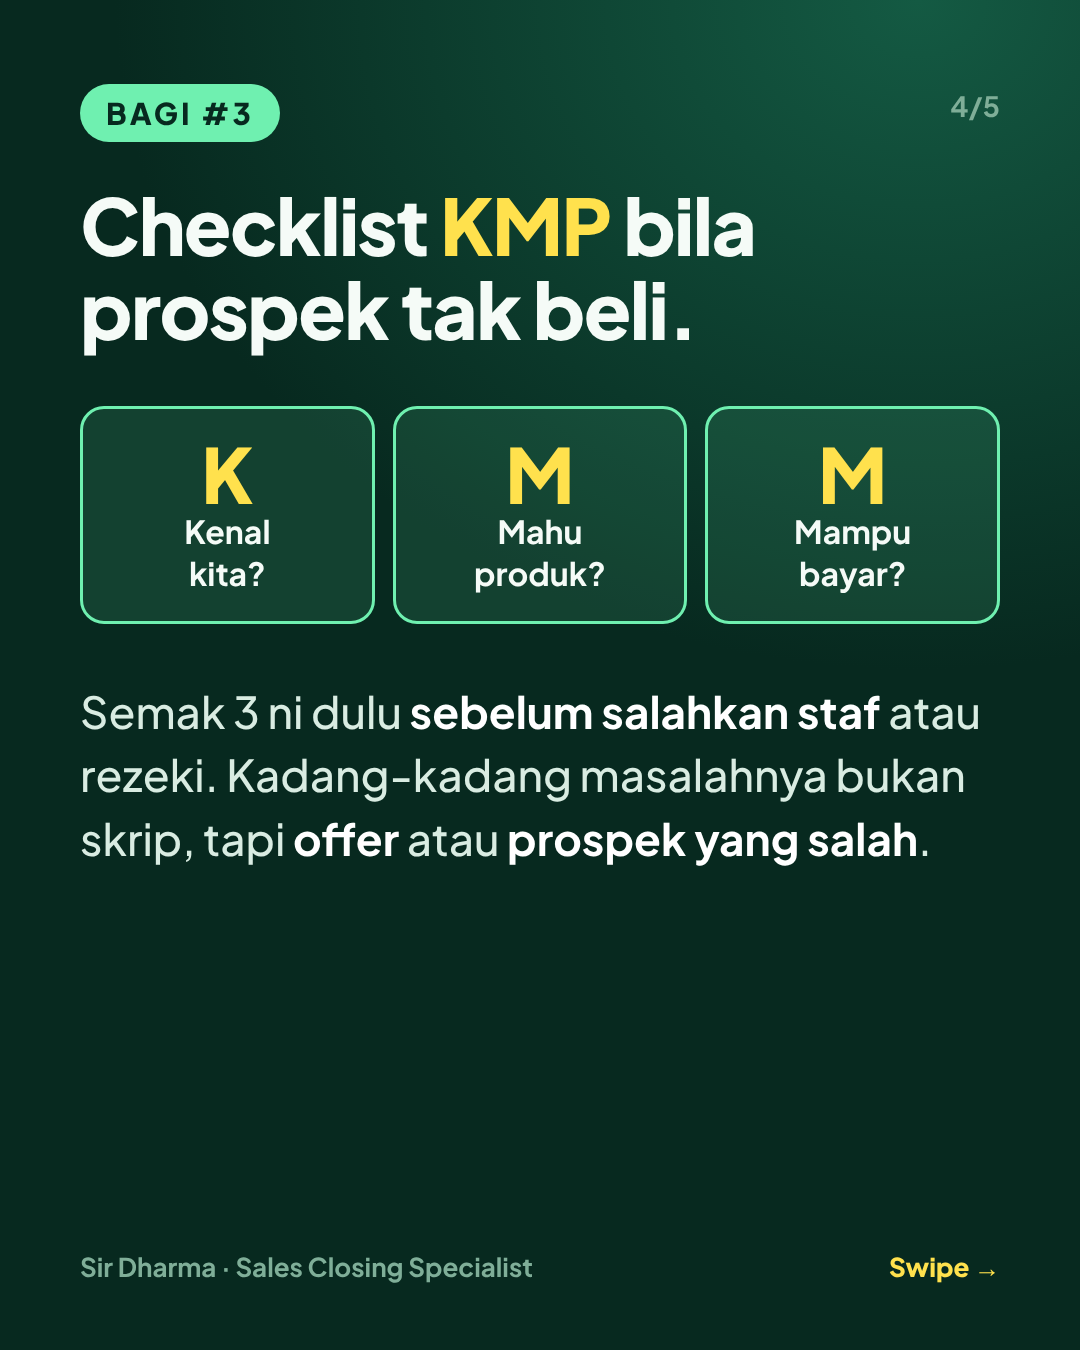 BAGI #3
4/5
Checklist KMP bila
prospek tak beli.
K
Kenal
kita?
M
Mahu
produk?
M
Mampu
bayar?
Semak 3 ni dulu sebelum salahkan staf atau
rezeki. Kadang-kadang masalahnya bukan
skrip, tapi offer atau prospek yang salah.
Sir Dharma · Sales Closing Specialist
Swipe →